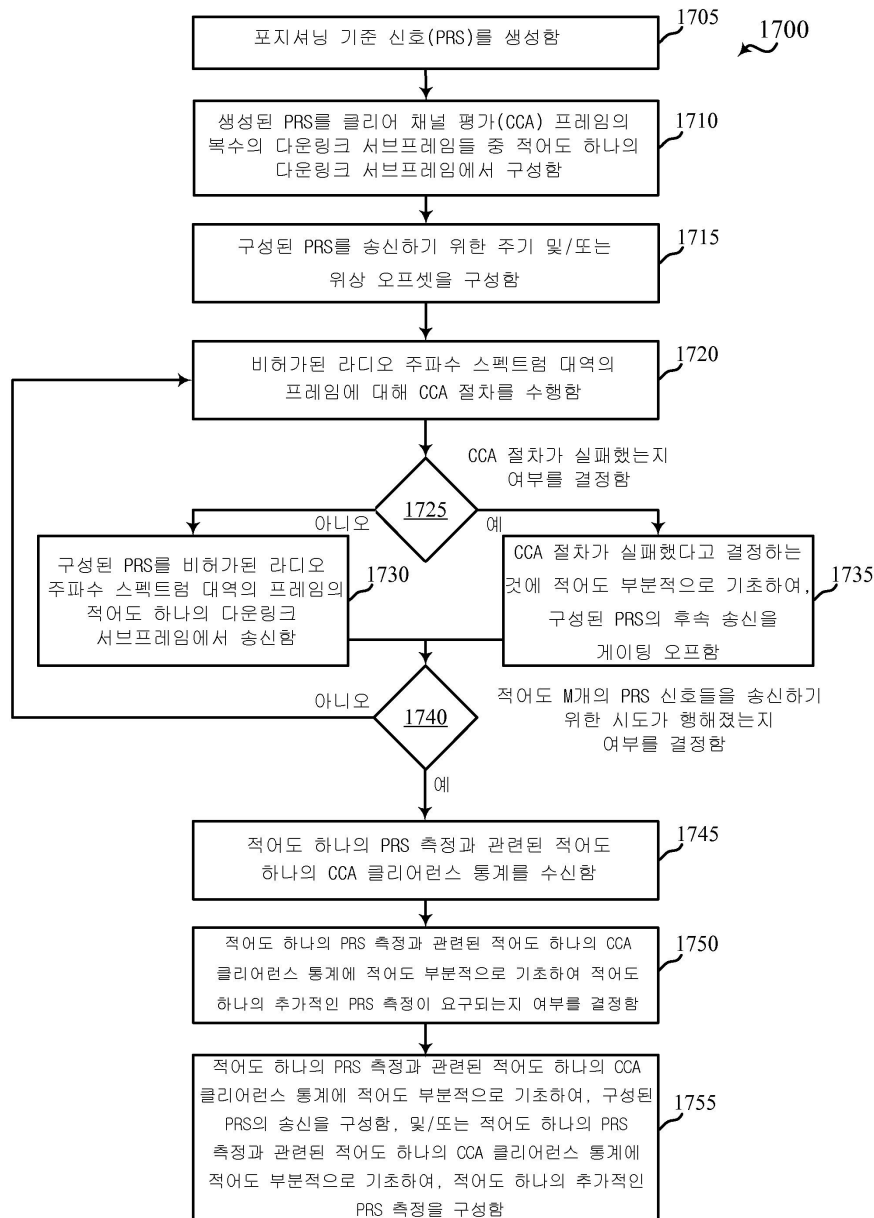 포지셔닝 기준 신호(PRS)를 생성함
1705
1700
생성된 PRS를 클리어 채널 평가(CCA) 프레임의
복수의 다운링크 서브프레임들 중 적어도 하나의
다운링크 서브프레임에서 구성함
1710
구성된 PRS를 송신하기 위한 주기 및/또는
위상 오프셋을 구성함
1715
비허가된 라디오 주파수 스펙트럼 대역의
프레임에 대해 CCA 절차를 수행함
1720
CCA 절차가 실패했는지
여부를 결정함
1725
아니오
예
구성된 PRS를 비허가된 라디오
주파수 스펙트럼 대역의 프레임의
적어도 하나의 다운링크
서브프레임에서 송신함
1730
CCA 절차가 실패했다고 결정하는
것에 적어도 부분적으로 기초하여,
구성된 PRS의 후속 송신을
게이팅 오프함
1735
아니오
1740
적어도 M개의 PRS 신호들을 송신하기
위한 시도가 행해졌는지
여부를 결정함
예
적어도 하나의 PRS 측정과 관련된 적어도
하나의 CCA 클리어런스 통계를 수신함
1745
적어도 하나의 PRS 측정과 관련된 적어도 하나의 CCA
클리어런스 통계에 적어도 부분적으로 기초하여 적어도
하나의 추가적인 PRS 측정이 요구되는지 여부를 결정함
1750
적어도 하나의 PRS 측정과 관련된 적어도 하나의 CCA
클리어런스 통계에 적어도 부분적으로 기초하여, 구성된
PRS의 송신을 구성함, 및/또는 적어도 하나의 PRS
측정과 관련된 적어도 하나의 CCA 클리어런스 통계에
적어도 부분적으로 기초하여, 적어도 하나의 추가적인
PRS 측정을 구성함
1755